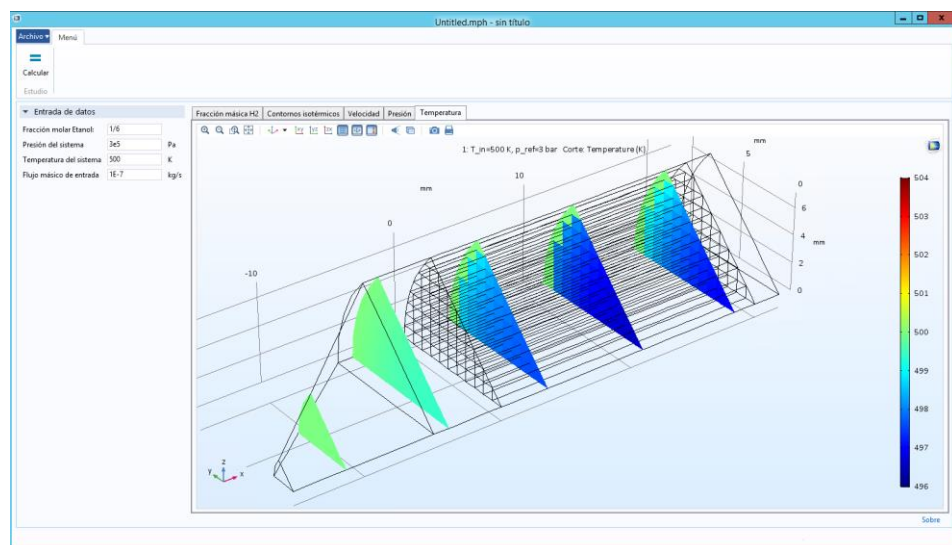 Untitled.mph - sin título
Archivo Menú
Calcular
Estudio
Entrada de datos
Fracción molar Etanol: 1/6
Presión del sistema 3e5 Pa
Temperatura del sistema 500 K
Flujo másico de entrada 1E-7 kg/s
Fracción másica H2 Contornos isotérmicos Velocidad Presión Temperatura
1: T_in=500 K, p_ref=3 bar Corte: Temperature (K)
mm
5
0
mm
10
0
-10
6
4
mm
2
0
504
503
502
501
500
499
498
497
496
z
y
x
Sobre